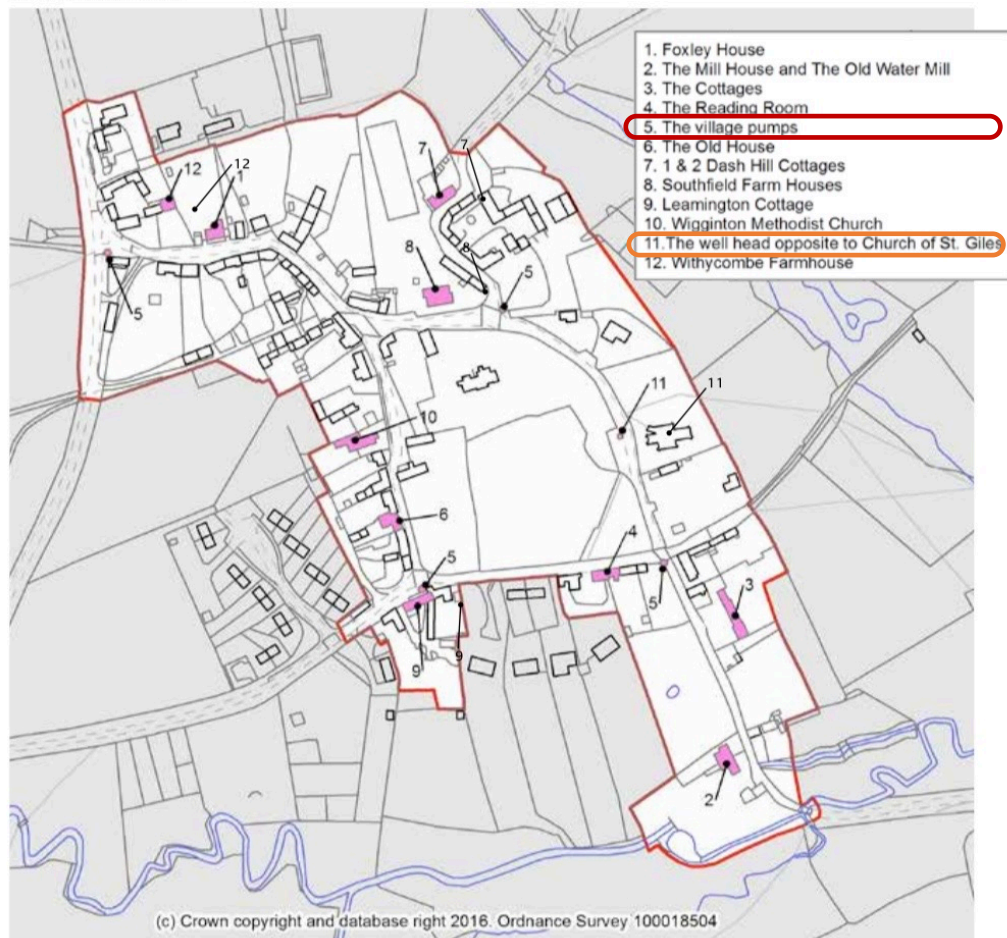 1. Foxley House
2. The Mill House and The Old Water Mill
3. The Cottages
4. The Reading Room
5. The village pumps
6. The Old House
7. 1 & 2 Dash Hill Cottages
8. Southfield Farm Houses
9. Leamington Cottage
10. Wigginton Methodist Church
11.The well head opposite to Church of St. Giles
12. Withycombe Farmhouse
7
12
12
7
1
8
8
5
5
11
11
10
6
4
5
5
3
9
9
2
(c) Crown copyright and database right 2016. Ordnance Survey 100018504